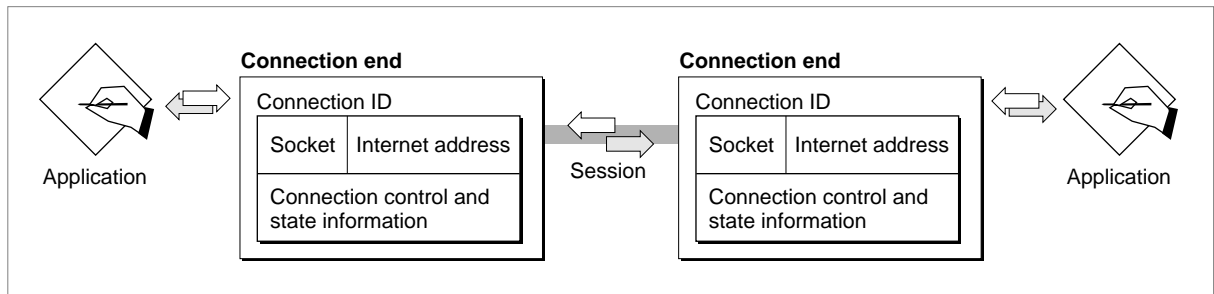 Connection end
Connection end
Connection ID
Connection ID
Socket
Internet address
Socket
Internet address
Application
Session
Application
Connection control and
state information
Connection control and
state information